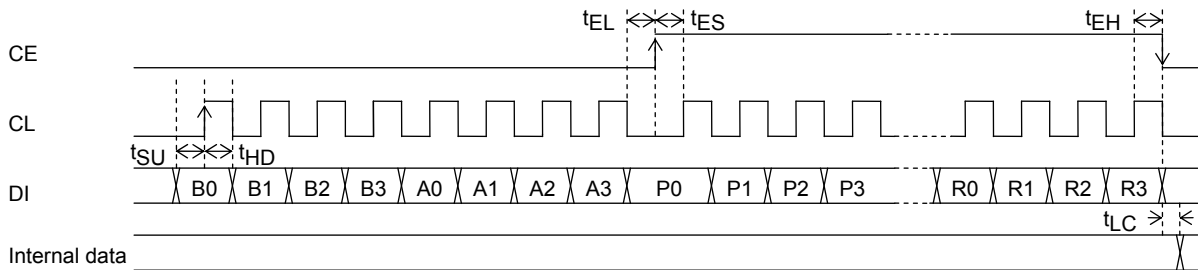 tEL tES tEH
CE
CL
tSU tHD
DI B0 B1 B2 B3 A0 A1 A2 A3 P0 P1 P2 P3 R0 R1 R2 R3
tLC
Internal data